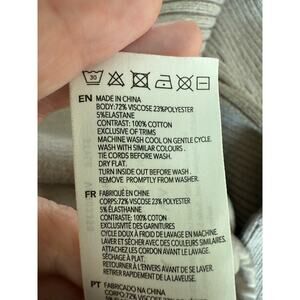 30
EN MADE IN CHINA
BODY:72% VISCOSE 23%POLYESTER
5%ELASTANE
CONTRAST: 100% COTTON
EXCLUSIVE OF TRIMS
MACHINE WASH COOL ON GENTLE CYCLE.
WASH WITH SIMILAR COLOURS .
TIE CORDS BEFORE WASH.
DRY FLAT.
TURN INSIDE OUT BEFORE WASH
REMOVE PROMPTLY FROM WASHER.
FR FABRIQUÉ EN CHINE
CORPS:72% VISCOSE 23% POLYESTER
5% ÉLASTHANNE
CONTRASTE: 100% COTON
EXCLUSIVITÉ DES GARNITURES
CYCLE DOUX À FROID DE LAVAGE EN MACHINE.
LAVER ET SÉCHER AVEC DES COULEURS SIMILAIRES.
ATTACHEZ LES CORDON AVANT LE LAVAGE.
SÉCHAGE À PLAT.
RETOURNER À L'ENVERS AVANT DE SE LAVER.
RETIRER RAPIDEMENT DE LA LAVEUSE.
PT FABRICADO NA CHINA
CORPO:72% VISCOSE 23%